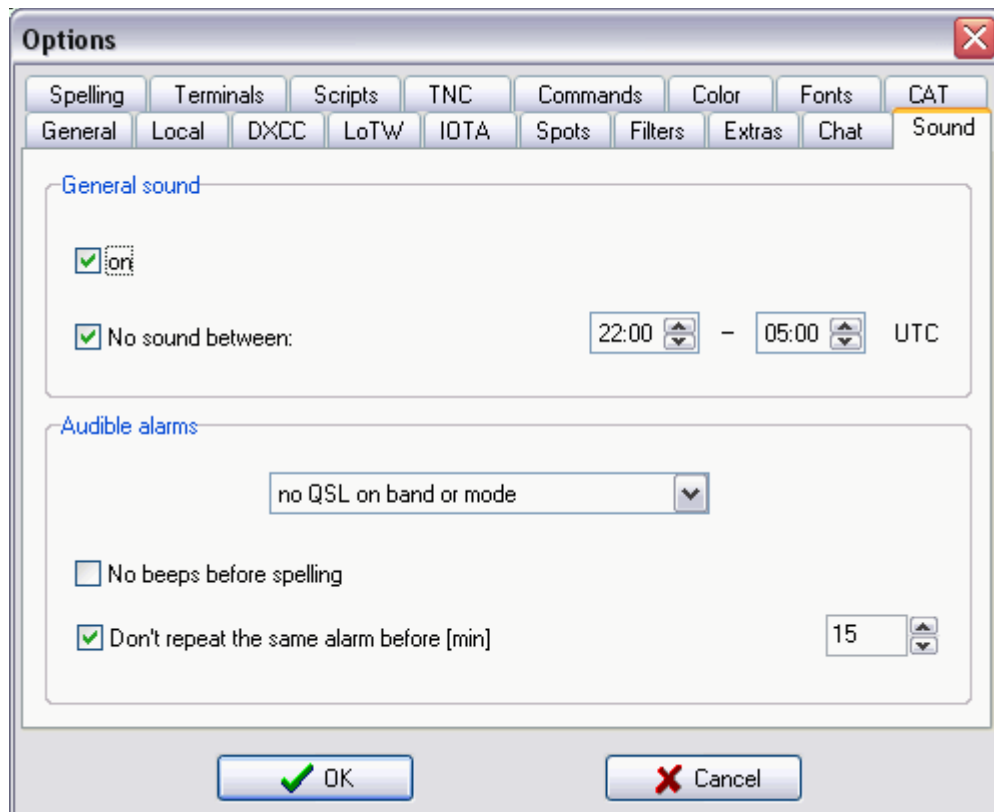 Options
Spelling Terminals Scripts TNC Commands Color Fonts CAT
General Local DXCC LoTW IOTA Spots Filters Extras Chat Sound
General sound
on
No sound between: 22:00 – 05:00 UTC
Audible alarms
no QSL on band or mode
No beeps before spelling
Don't repeat the same alarm before [min] 15
OK Cancel